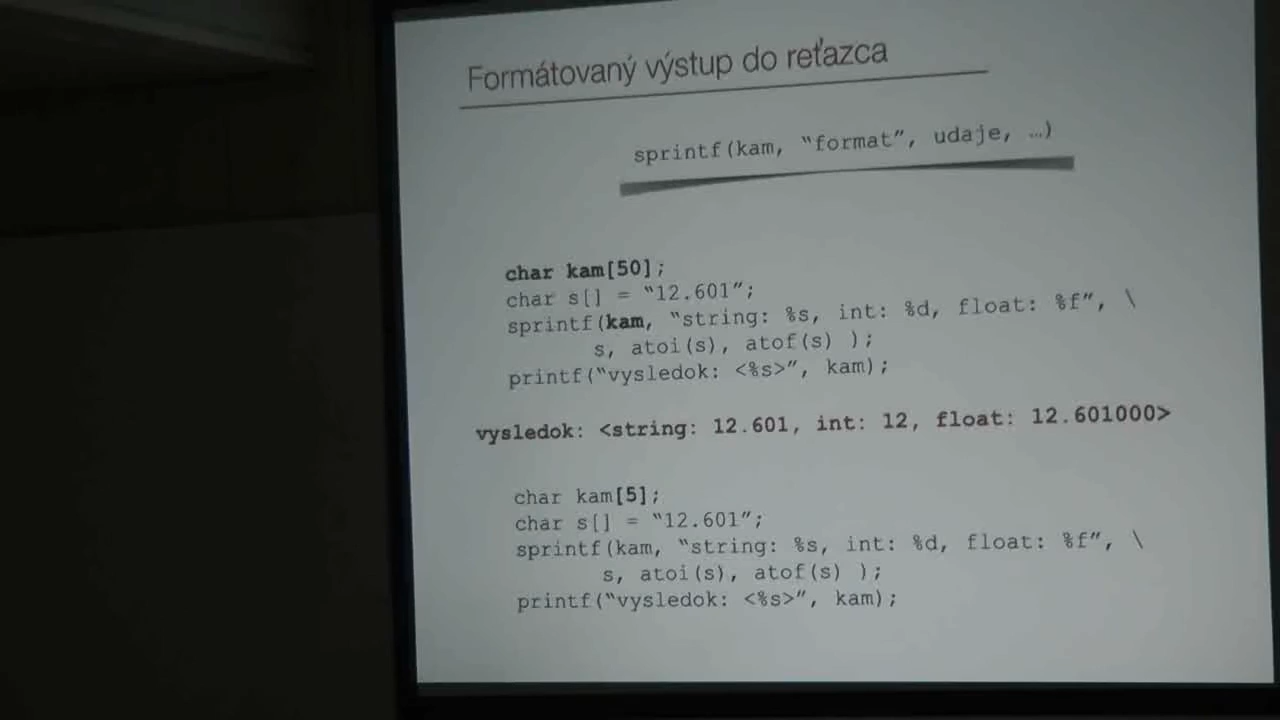 Formátovaný výstup do reťazca
sprintf(kam, “format”, udaje, …)
char kam[50];
char s[] = “12.601”;
sprintf(kam, “string: %s, int: %d, float: %f”, \
s, atoi(s), atof(s) );
printf(“vysledok: <%s>”, kam);
vysledok: <string: 12.601, int: 12, float: 12.601000>
char kam[5];
char s[] = “12.601”;
sprintf(kam, “string: %s, int: %d, float: %f”, \
s, atoi(s), atof(s) );
printf(“vysledok: <%s>”, kam);